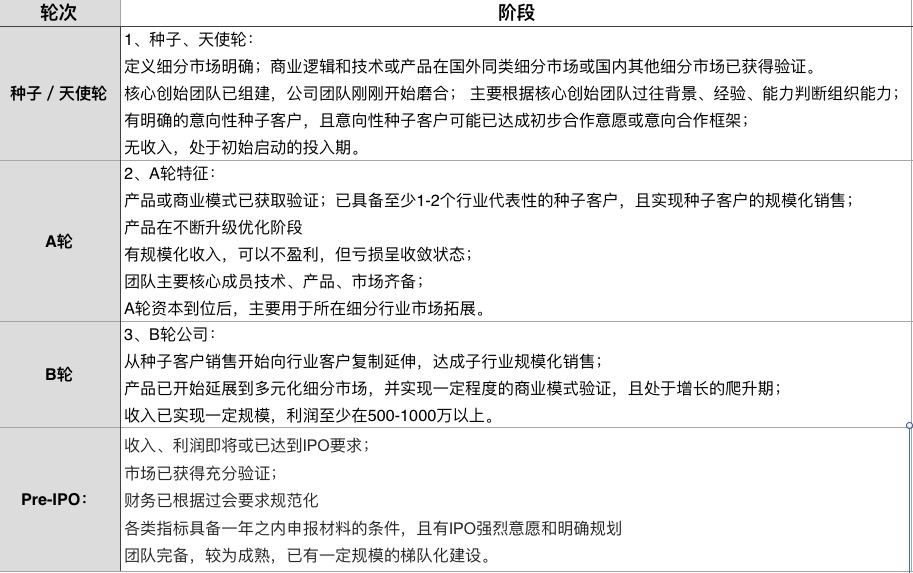 轮次
阶段
种子 / 天使轮
1、种子、天使轮：
定义细分市场明确；商业逻辑和技术或产品在国外同类细分市场或国内其他细分市场已获得验证。
核心创始团队已组建，公司团队刚刚开始磨合； 主要根据核心创始团队过往背景、经验、能力判断组织能力；
有明确的意向性种子客户，且意向性种子客户可能已达成初步合作意愿或意向合作框架；
无收入，处于初始启动的投入期。
A轮
2、A轮特征：
产品或商业模式已获取验证；已具备至少1-2个行业代表性的种子客户，且实现种子客户的规模化销售；
产品在不断升级优化阶段
有规模化收入，可以不盈利，但亏损呈收敛状态；
团队主要核心成员技术、产品、市场齐备；
A轮资本到位后，主要用于所在细分行业市场拓展。
B轮
3、B轮公司：
从种子客户销售开始向行业客户复制延伸，达成子行业规模化销售；
产品已开始延展到多元化细分市场，并实现一定程度的商业模式验证，且处于增长的爬升期；
收入已实现一定规模，利润至少在500-1000万以上。
Pre-IPO：
收入、利润即将或已达到IPO要求；
市场已获得充分验证；
财务已根据过会要求规范化
各类指标具备一年之内申报材料的条件，且有IPO强烈意愿和明确规划
团队完备，较为成熟，已有一定规模的梯队化建设。